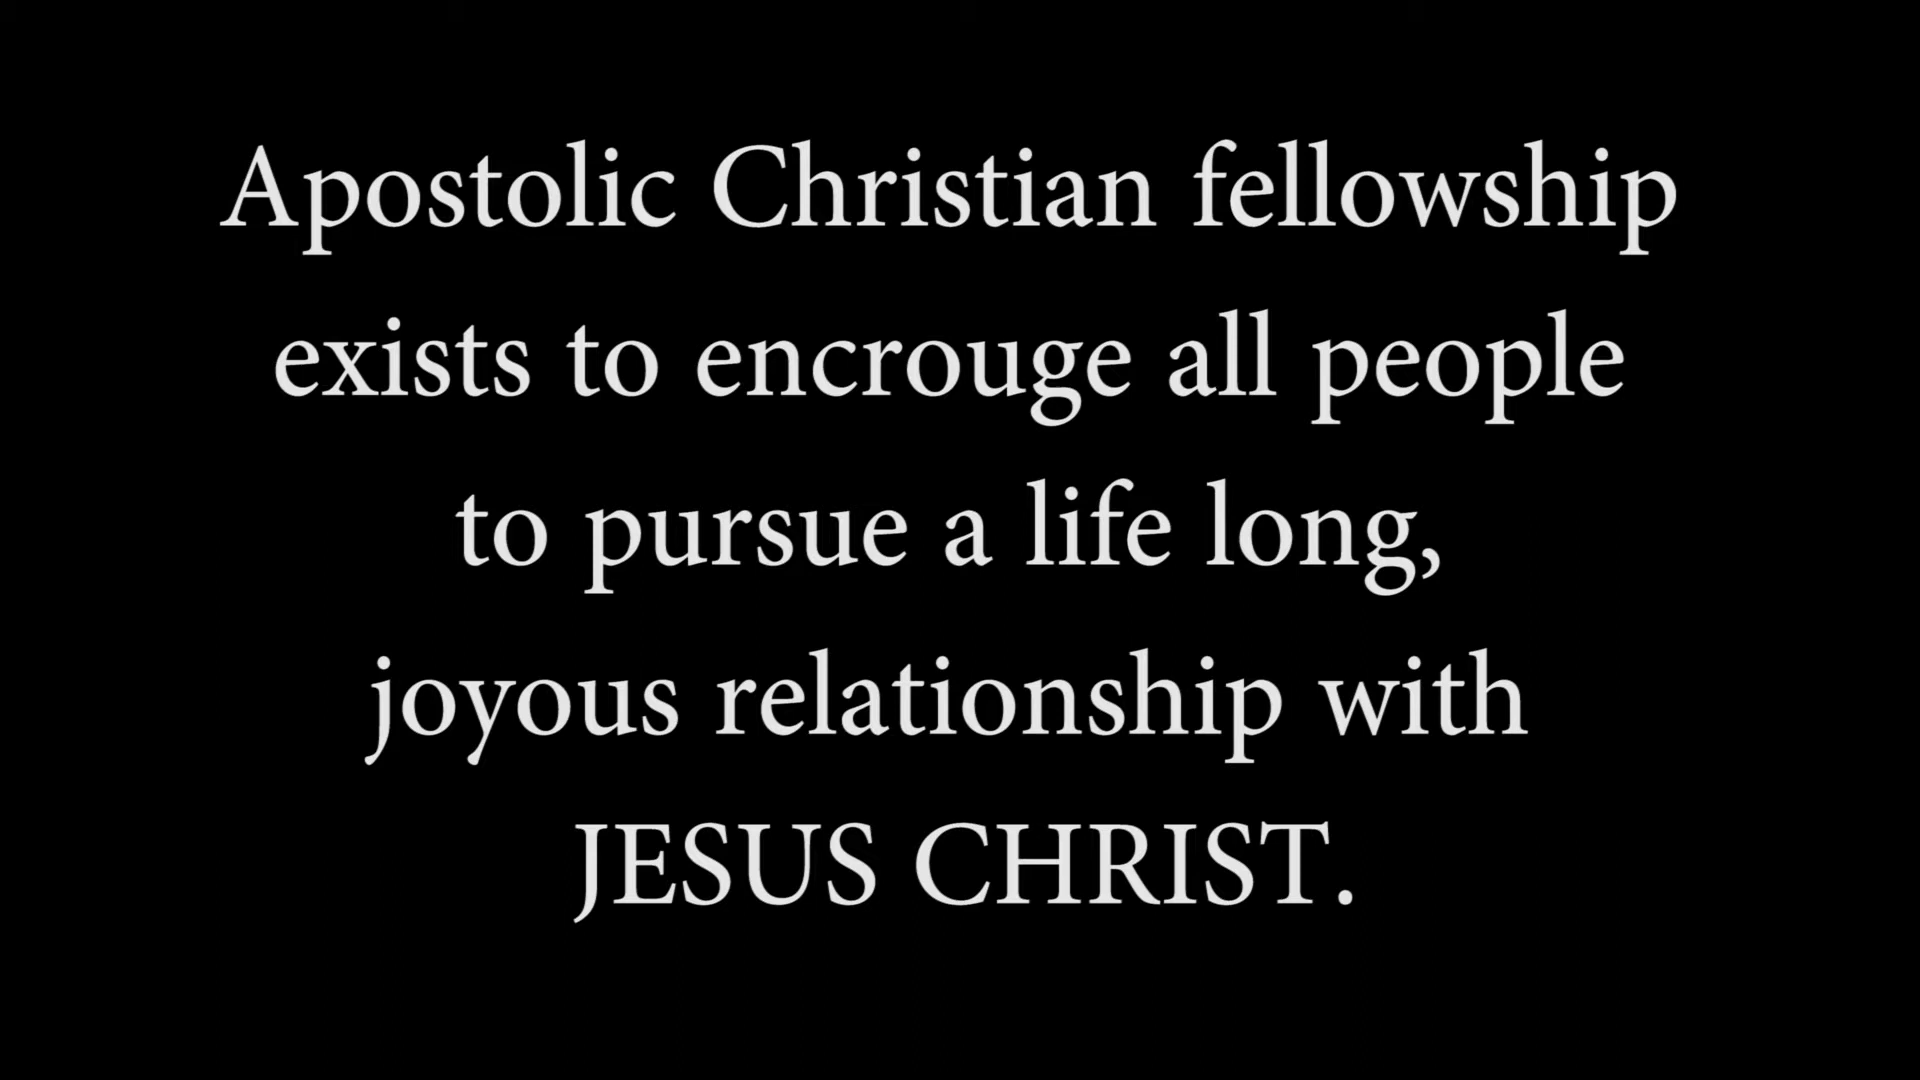 Apostolic Christian fellowship
exists to encrouge all people
to pursue a life long,
joyous relationship with
JESUS CHRIST.